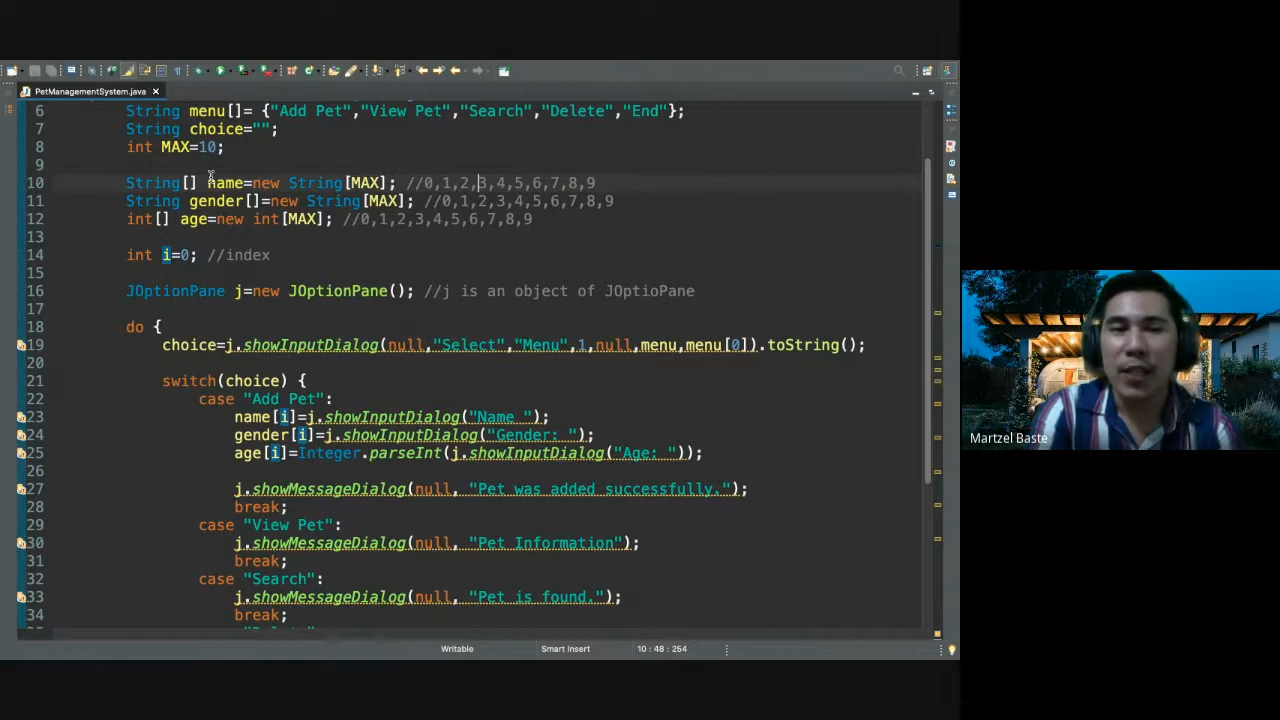 PetManagementSystem.java
6 String menu[]= {"Add Pet","View Pet","Search","Delete","End"};
7 String choice="";
8 int MAX=10;
9
10 String[] name=new String[MAX]; //0,1,2,3,4,5,6,7,8,9
11 String gender[]=new String[MAX]; //0,1,2,3,4,5,6,7,8,9
12 int[] age=new int[MAX]; //0,1,2,3,4,5,6,7,8,9
13
14 int i=0; //index
15
16 JOptionPane j=new JOptionPane(); //j is an object of JOptioPane
17
18 do {
19 choice=j.showInputDialog(null,"Select","Menu",1,null,menu,menu[0]).toString();
20
21 switch(choice) {
22 case "Add Pet":
23 name[i]=j.showInputDialog("Name ");
24 gender[i]=j.showInputDialog("Gender: ");
25 age[i]=Integer.parseInt(j.showInputDialog("Age: "));
26
27 j.showMessageDialog(null, "Pet was added successfully.");
28 break;
29 case "View Pet":
30 j.showMessageDialog(null, "Pet Information");
31 break;
32 case "Search":
33 j.showMessageDialog(null, "Pet is found.");
34 break;
Writable Smart Insert 10 : 48 : 254
Martzel Baste